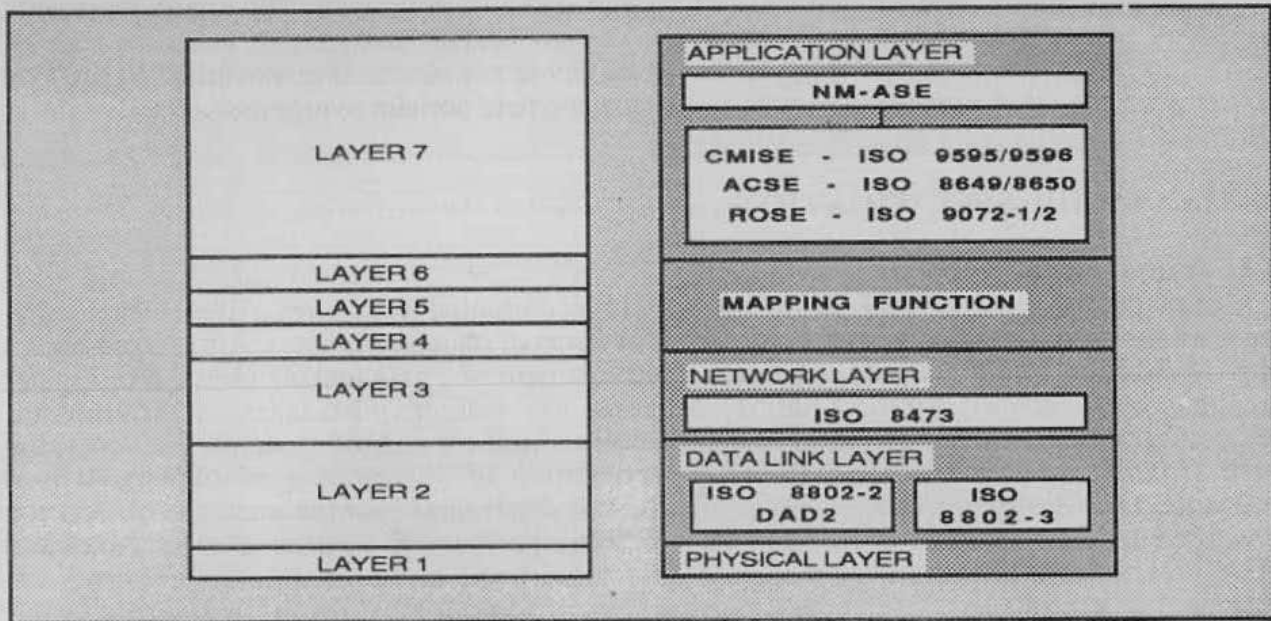 LAYER 7
LAYER 6
LAYER 5
LAYER 4
LAYER 3
LAYER 2
LAYER 1
APPLICATION LAYER
NM-ASE
CMISE - ISO 9595/9596
ACSE - ISO 8649/8650
ROSE - ISO 9072-1/2
MAPPING FUNCTION
NETWORK LAYER
ISO 8473
DATA LINK LAYER
ISO 8802-2
DAD2
ISO
8802-3
PHYSICAL LAYER